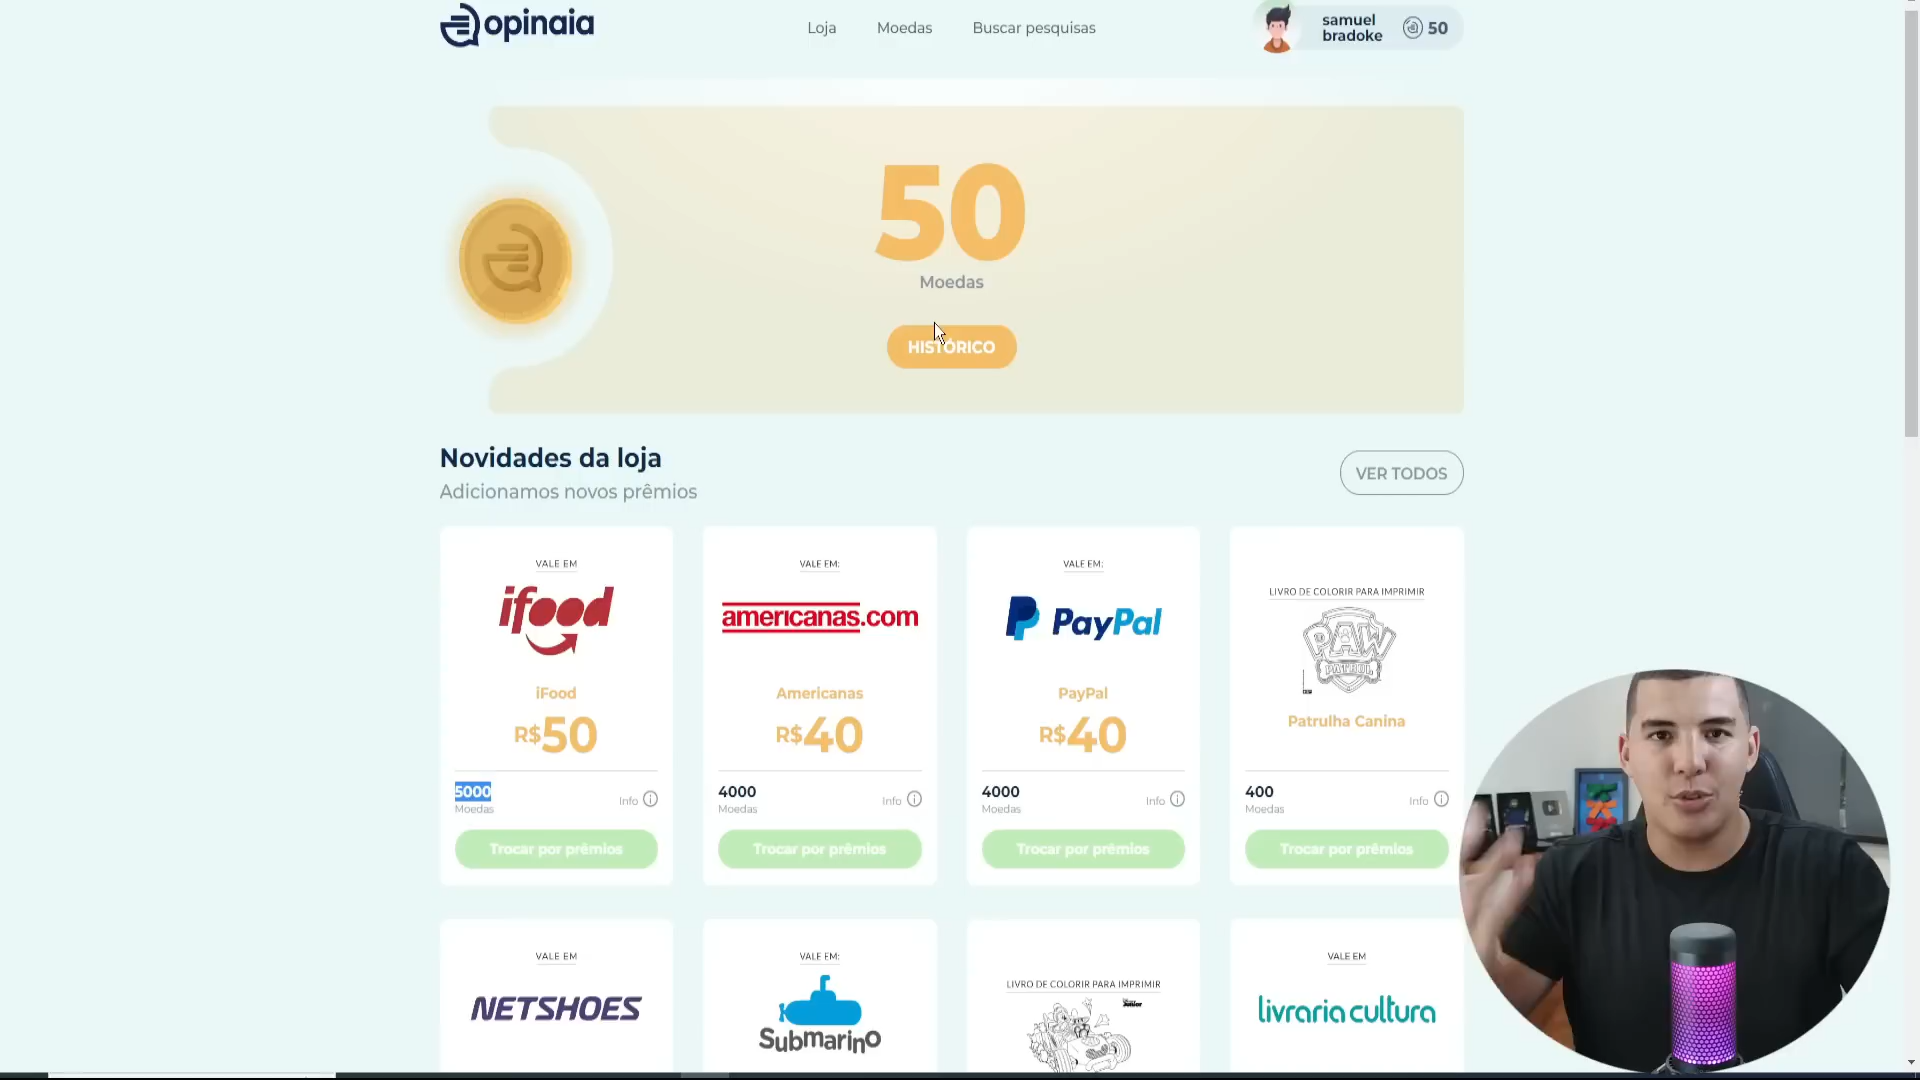 opinaia
Loja
Moedas
Buscar pesquisas
samuel
bradoke
50
50
Moedas
HISTÓRICO
Novidades da loja
Adicionamos novos prêmios
VER TODOS
VALE EM
ifood
iFood
R$50
5000
Moedas
Info
Trocar por prêmios
VALE EM:
americanas.com
Americanas
R$40
4000
Moedas
Info
Trocar por prêmios
VALE EM:
PayPal
PayPal
R$40
4000
Moedas
Info
Trocar por prêmios
LIVRO DE COLORIR PARA IMPRIMIR
PAW
PATROL
Patrulha Canina
400
Moedas
Info
Trocar por prêmios
VALE EM
NETSHOES
VALE EM:
Submarino
LIVRO DE COLORIR PARA IMPRIMIR
VALE EM
livraria cultura